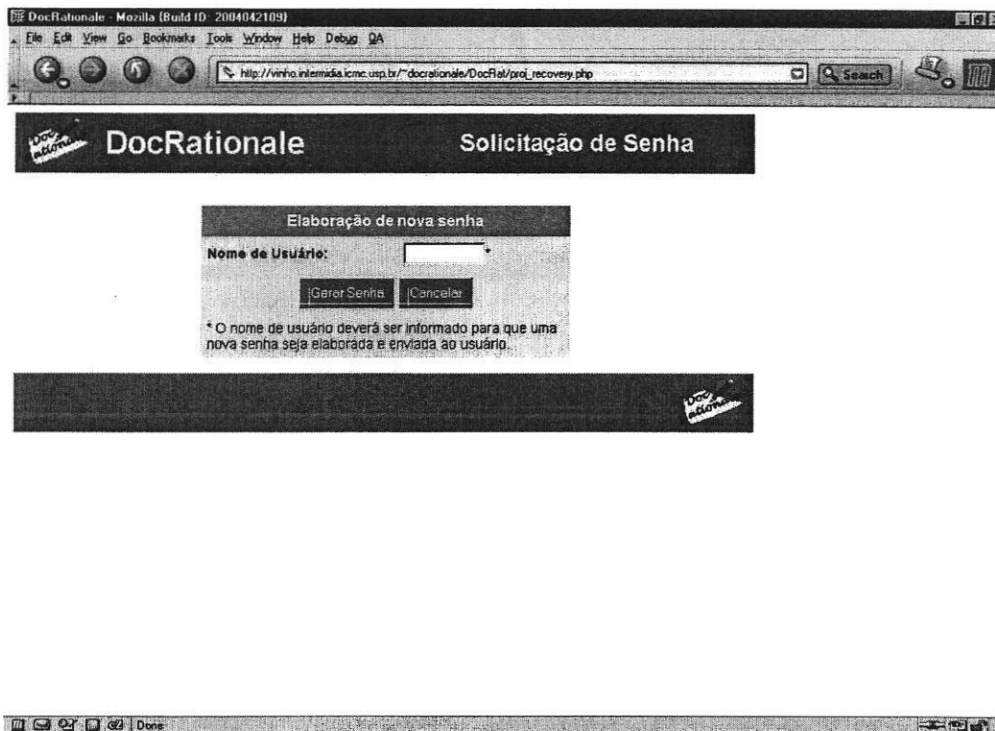 DocRationale - Mozilla {Build ID: 2004042109}
File Edit View Go Bookmarks Tools Window Help Debug QA
http://vinho.intermidia.icmc.usp.br/~docrationale/DocRat/proj_recovery.php Search
DocRationale Solicitação de Senha
Elaboração de nova senha
Nome de Usuário: *
Gerar Senha Cancelar
* O nome de usuário deverá ser informado para que uma
nova senha seja elaborada e enviada ao usuário.
Done